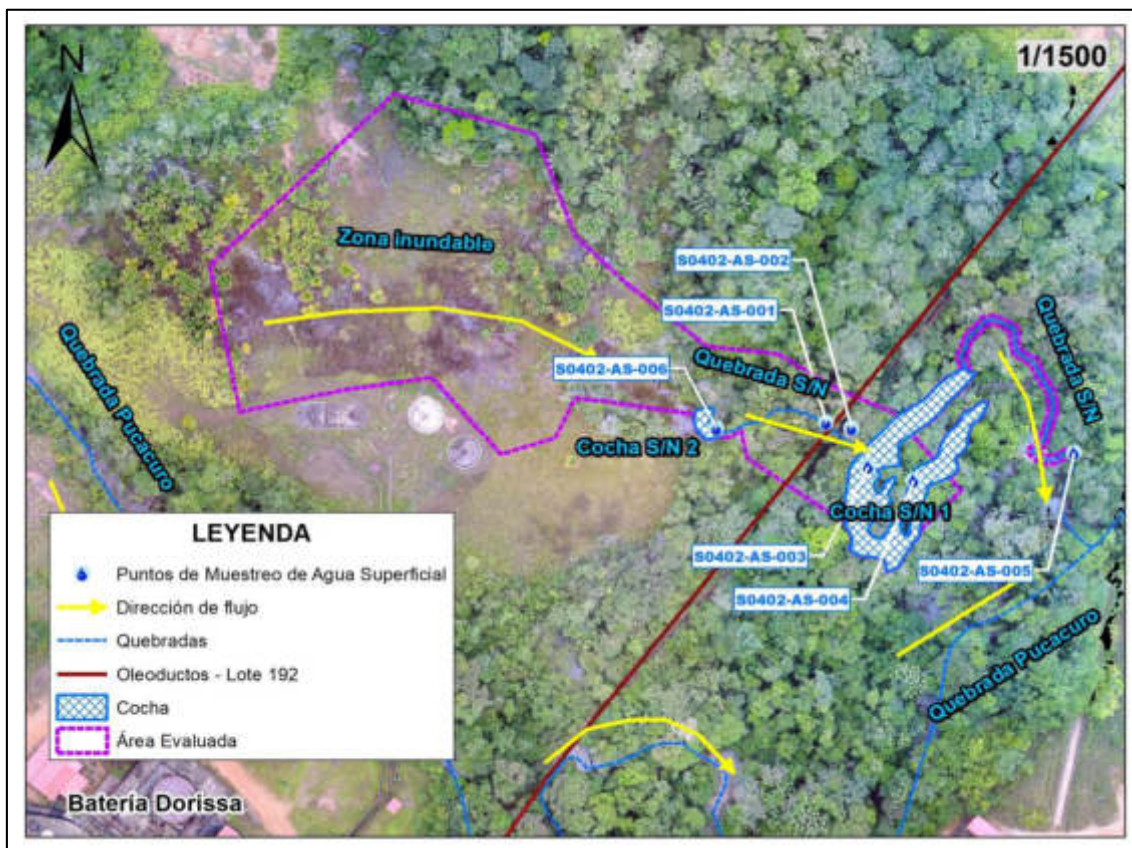 N
1/1500
Zona inundable
S0402-AS-002
S0402-AS-001
Quebrada S/N
S0402-AS-006
Quebrada S/N
Quebrada Pucacuro
Cocha S/N 2
Cocha S/N 1
S0402-AS-003
S0402-AS-005
S0402-AS-004
Quebrada Pucacuro
LEYENDA
Puntos de Muestreo de Agua Superficial
Dirección de flujo
Quebradas
Oleoductos - Lote 192
Cocha
Área Evaluada
Batería Dorissa